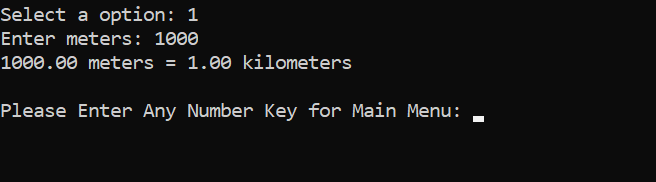 Select a option: 1
Enter meters: 1000
1000.00 meters = 1.00 kilometers
Please Enter Any Number Key for Main Menu: